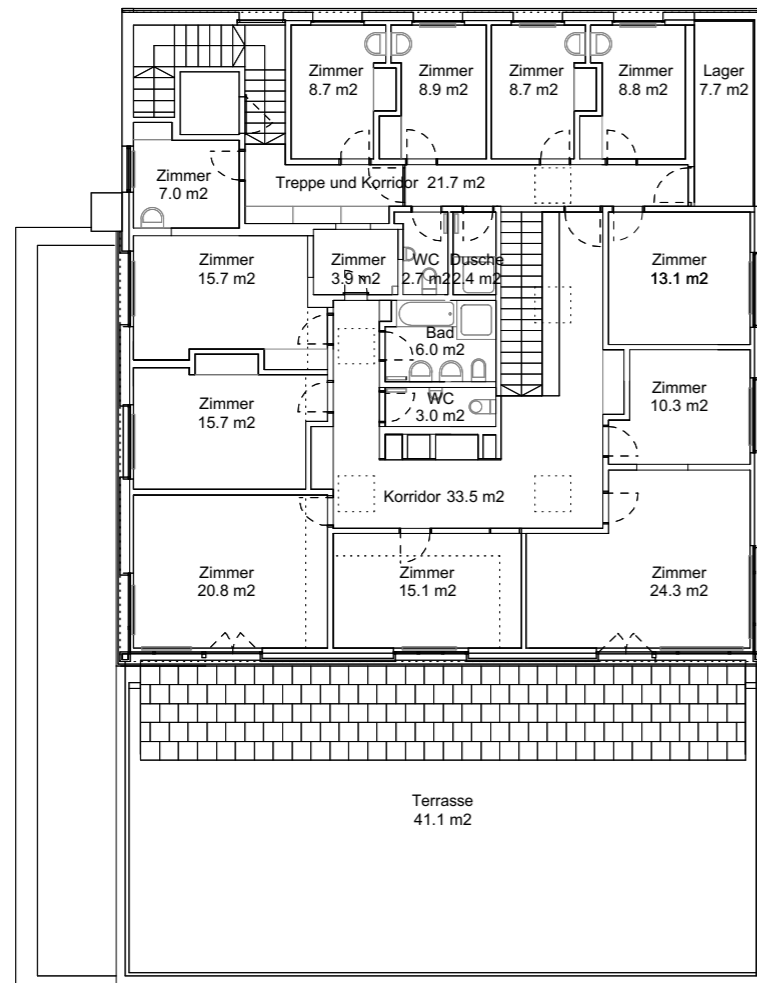 Zimmer
8.7 m2
Zimmer
8.9 m2
Zimmer
8.7 m2
Zimmer
8.8 m2
Lager
7.7 m2
Zimmer
7.0 m2
Treppe und Korridor 21.7 m2
Zimmer
15.7 m2
Zimmer
3.9 m2
WC
2.7 m2
Dusche
2.4 m2
Zimmer
13.1 m2
Bad
6.0 m2
Zimmer
15.7 m2
WC
3.0 m2
Zimmer
10.3 m2
Korridor 33.5 m2
Zimmer
20.8 m2
Zimmer
15.1 m2
Zimmer
24.3 m2
Terrasse
41.1 m2